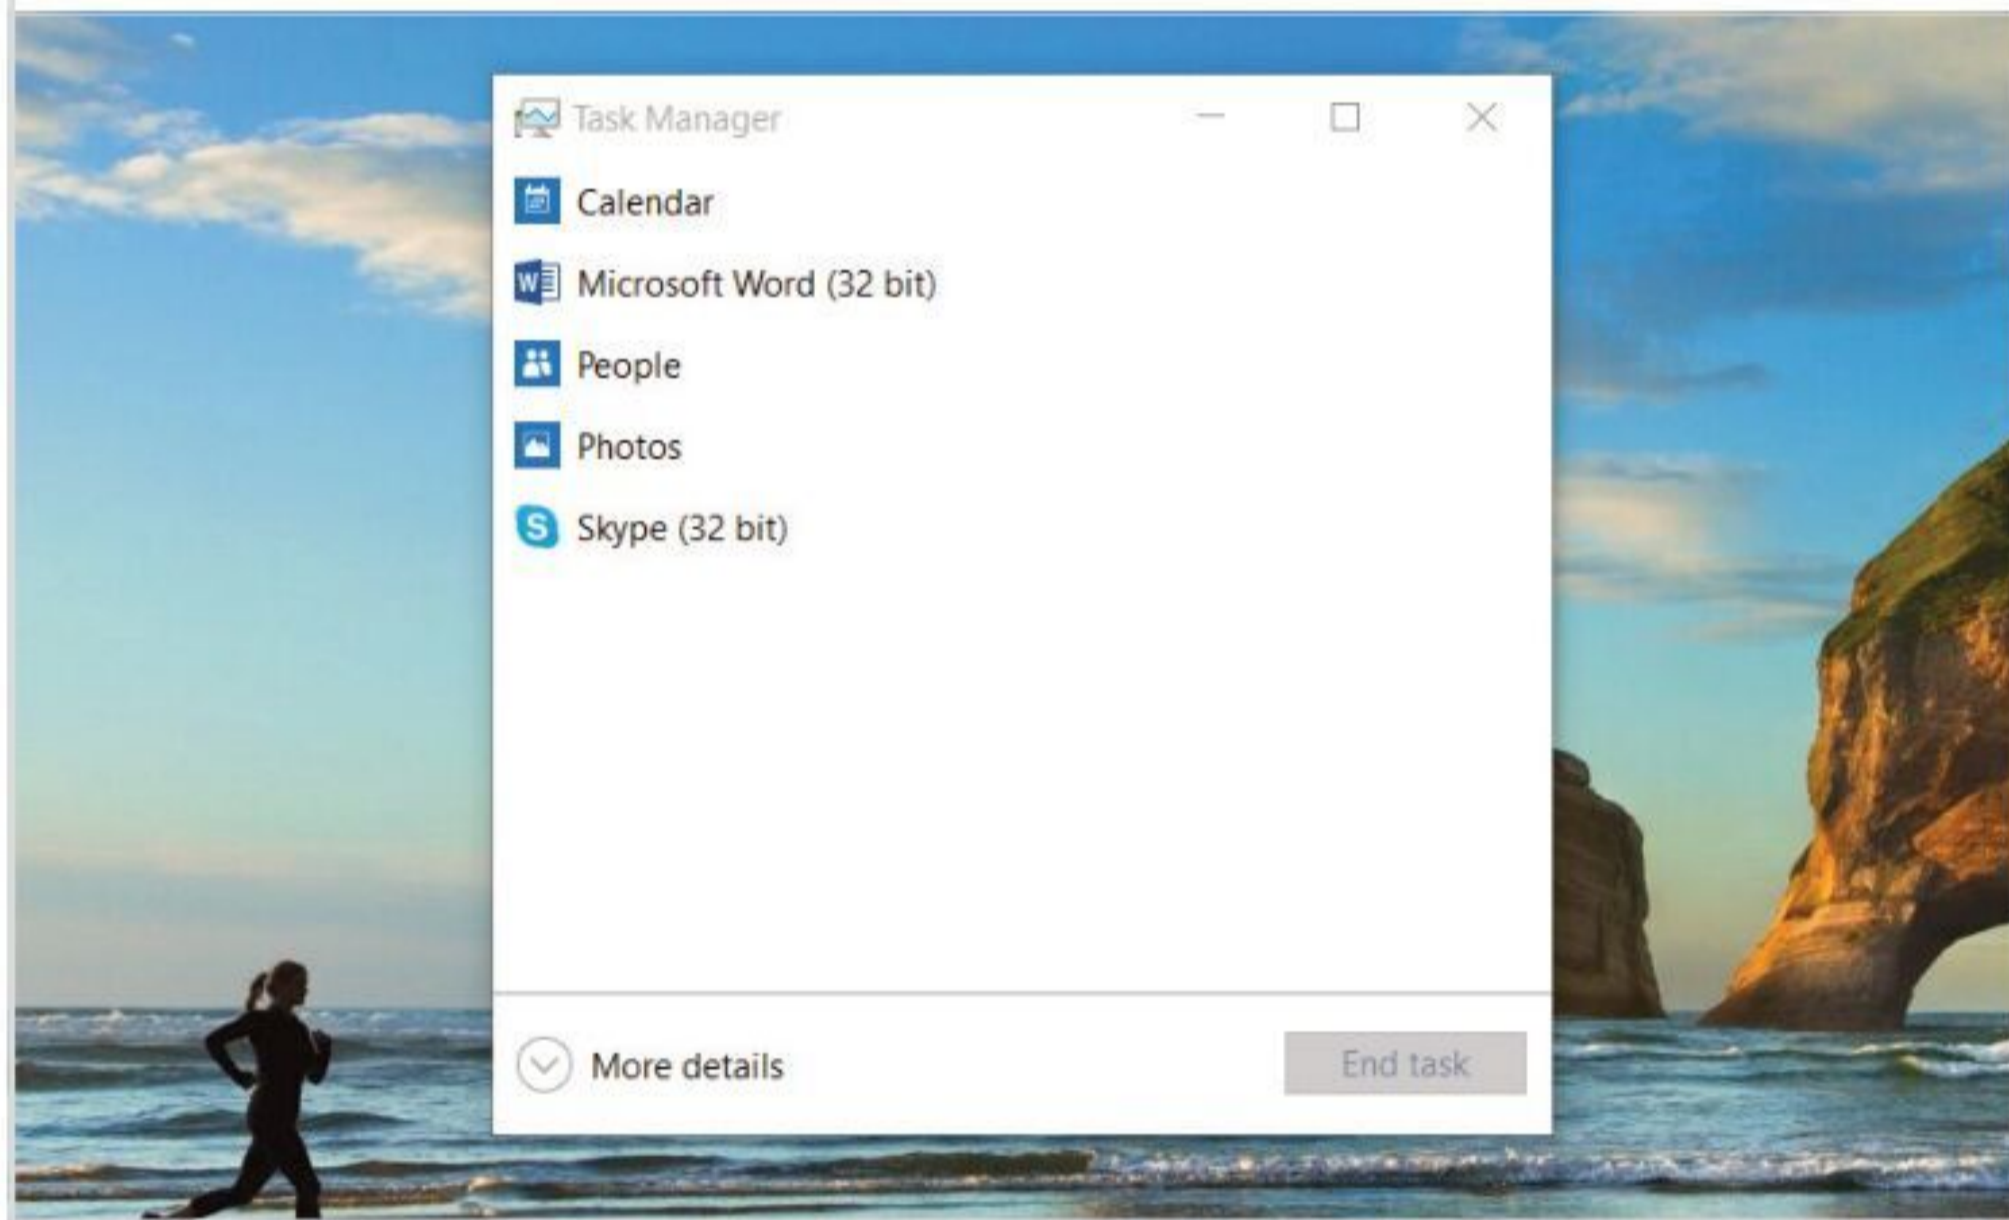 Task Manager
Calendar
Microsoft Word (32 bit)
People
Photos
Skype (32 bit)
More details
End task